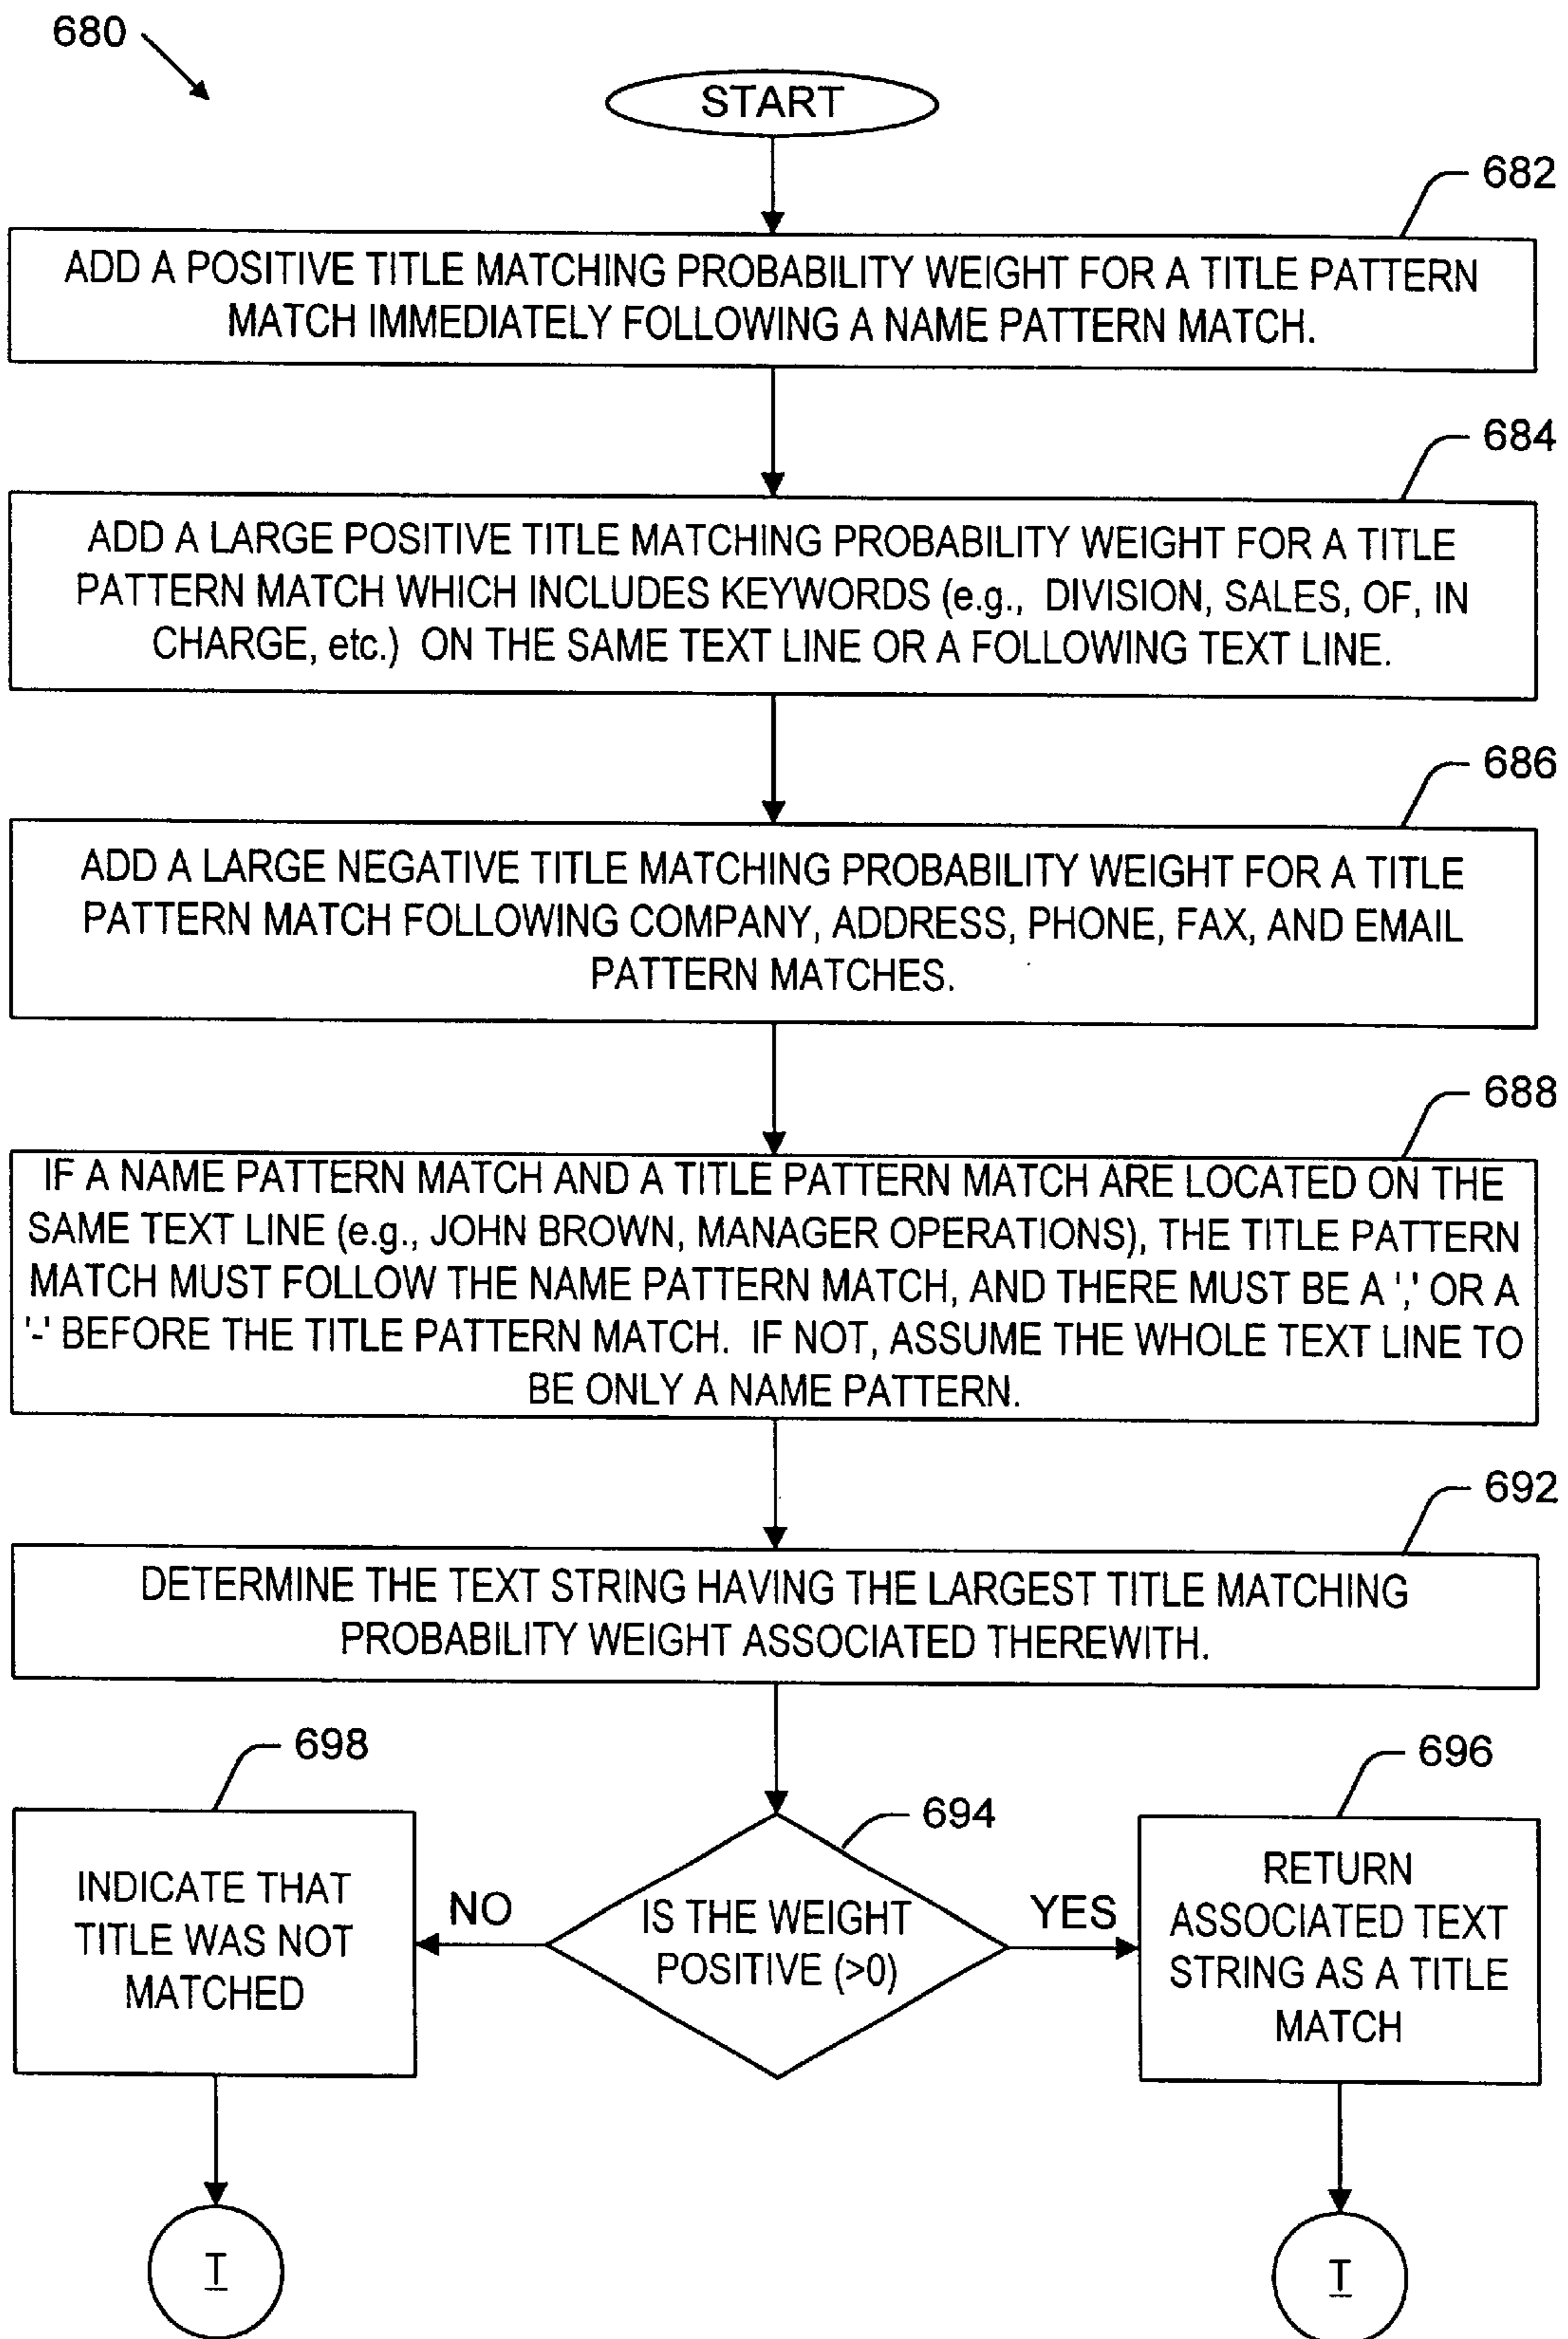 680
START
682
ADD A POSITIVE TITLE MATCHING PROBABILITY WEIGHT FOR A TITLE
MATCH IMMEDIATELY FOLLOWING A NAME PATTERN MATCH.
684
ADD A LARGE POSITIVE TITLE MATCHING PROBABILITY WEIGHT FOR A TITLE
PATTERN MATCH WHICH INCLUDES KEYWORDS (e.g., DIVISION, SALES, OF, IN
CHARGE, etc.) ON THE SAME TEXT LINE OR A FOLLOWING TEXT LINE.
686
ADD A LARGE NEGATIVE TITLE MATCHING PROBABILITY WEIGHT FOR A TITLE
PATTERN MATCH FOLLOWING COMPANY, ADDRESS, PHONE, FAX, AND EMAIL
PATTERN MATCHES.
688
IF A NAME PATTERN MATCH AND A TITLE PATTERN MATCH ARE LOCATED ON THE
SAME TEXT LINE (e.g., JOHN BROWN, MANAGER OPERATIONS), THE TITLE PATTERN
MATCH MUST FOLLOW THE NAME PATTERN MATCH, AND THERE MUST BE A ',' OR A
'-' BEFORE THE TITLE PATTERN MATCH. IF NOT, ASSUME THE WHOLE TEXT LINE TO
BE ONLY A NAME PATTERN.
692
DETERMINE THE TEXT STRING HAVING THE LARGEST TITLE MATCHING
PROBABILITY WEIGHT ASSOCIATED THEREWITH.
698
INDICATE THAT
TITLE WAS NOT
MATCHED
NO
694
IS THE WEIGHT
POSITIVE (>0)
YES
696
RETURN
ASSOCIATED TEXT
STRING AS A TITLE
MATCH
T
T